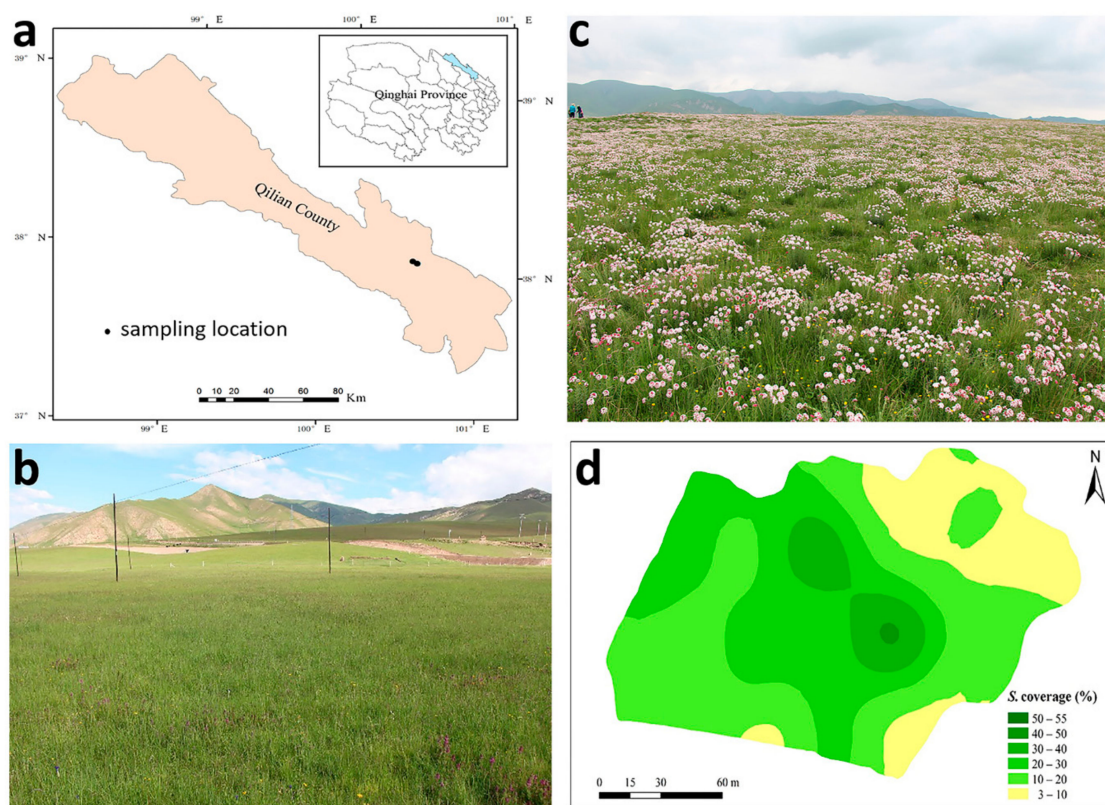 a
99° E
100° E
101° E
39° N
39° N
Qinghai Province
Qilian County
38° N
38° N
sampling location
0 10 20 40 60 80 Km
37° N
99° E
100° E
101° E
b
c
d
N
S. coverage (%)
50 – 55
40 – 50
30 – 40
20 – 30
10 – 20
3 – 10
0 15 30 60 m